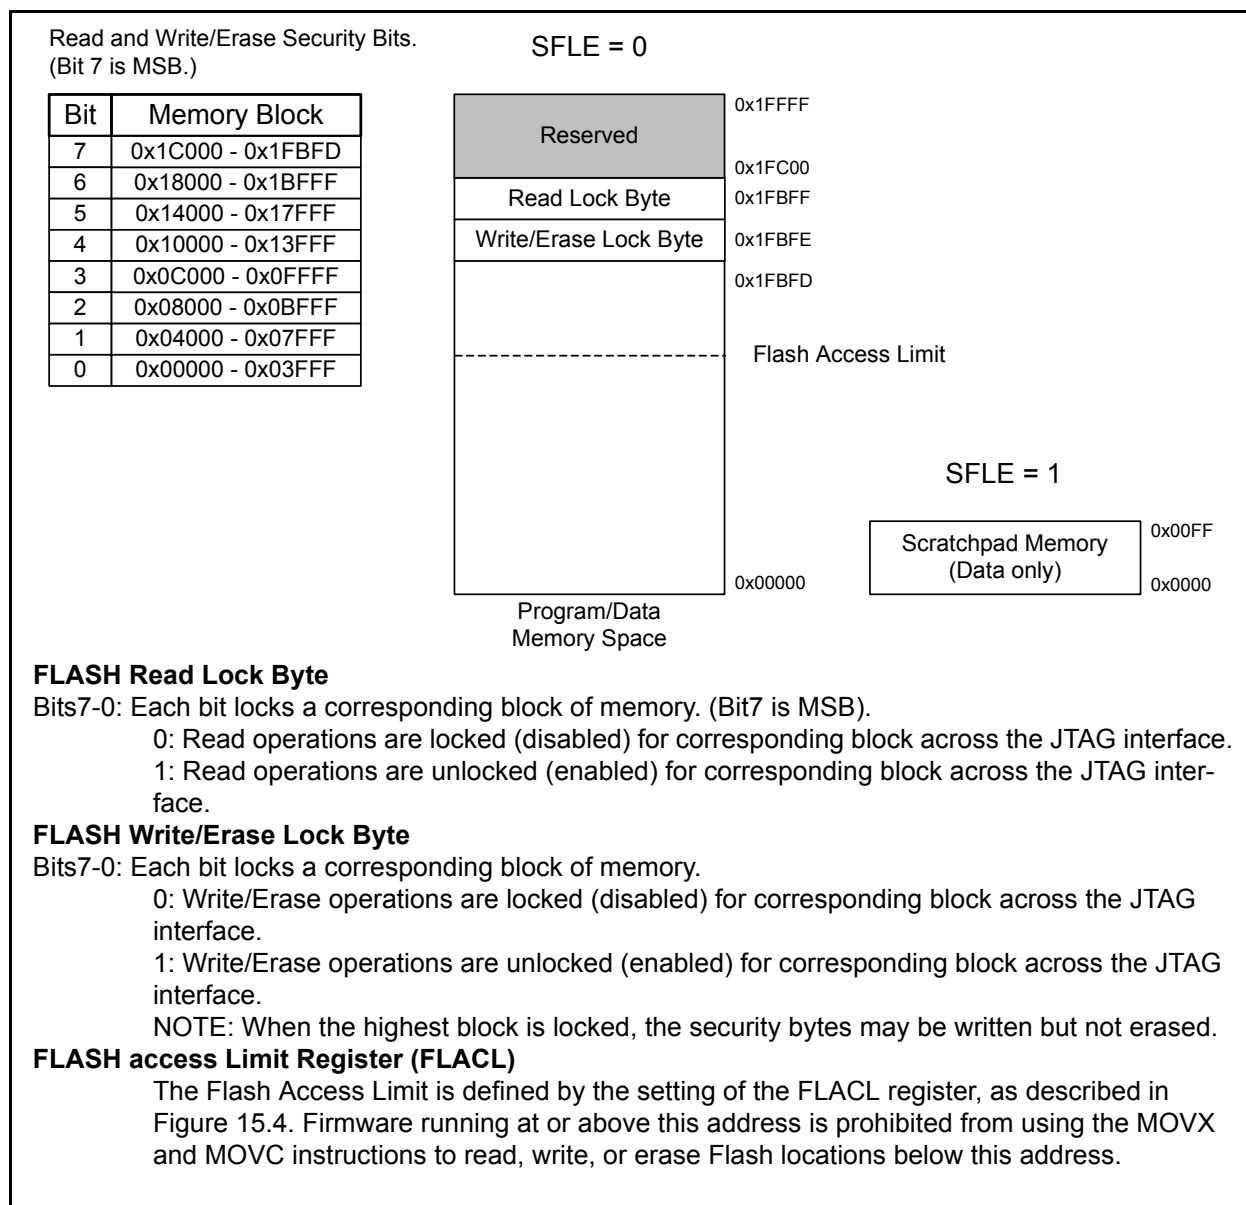 Read and Write/Erase Security Bits.
(Bit 7 is MSB.)
SFLE = 0
Bit Memory Block
7 0x1C000 - 0x1FBFD
6 0x18000 - 0x1BFFF
5 0x14000 - 0x17FFF
4 0x10000 - 0x13FFF
3 0x0C000 - 0x0FFFF
2 0x08000 - 0x0BFFF
1 0x04000 - 0x07FFF
0 0x00000 - 0x03FFF
0x1FFFF
Reserved
0x1FC00
Read Lock Byte 0x1FBFF
Write/Erase Lock Byte 0x1FBFE
0x1FBFD
Flash Access Limit
0x00000
Program/Data
Memory Space
SFLE = 1
Scratchpad Memory
(Data only)
0x00FF
0x0000
FLASH Read Lock Byte
Bits7-0: Each bit locks a corresponding block of memory. (Bit7 is MSB).
0: Read operations are locked (disabled) for corresponding block across the JTAG interface.
1: Read operations are unlocked (enabled) for corresponding block across the JTAG inter-
face.
FLASH Write/Erase Lock Byte
Bits7-0: Each bit locks a corresponding block of memory.
0: Write/Erase operations are locked (disabled) for corresponding block across the JTAG
interface.
1: Write/Erase operations are unlocked (enabled) for corresponding block across the JTAG
interface.
NOTE: When the highest block is locked, the security bytes may be written but not erased.
FLASH access Limit Register (FLACL)
The Flash Access Limit is defined by the setting of the FLACL register, as described in
Figure 15.4. Firmware running at or above this address is prohibited from using the MOVX
and MOVC instructions to read, write, or erase Flash locations below this address.